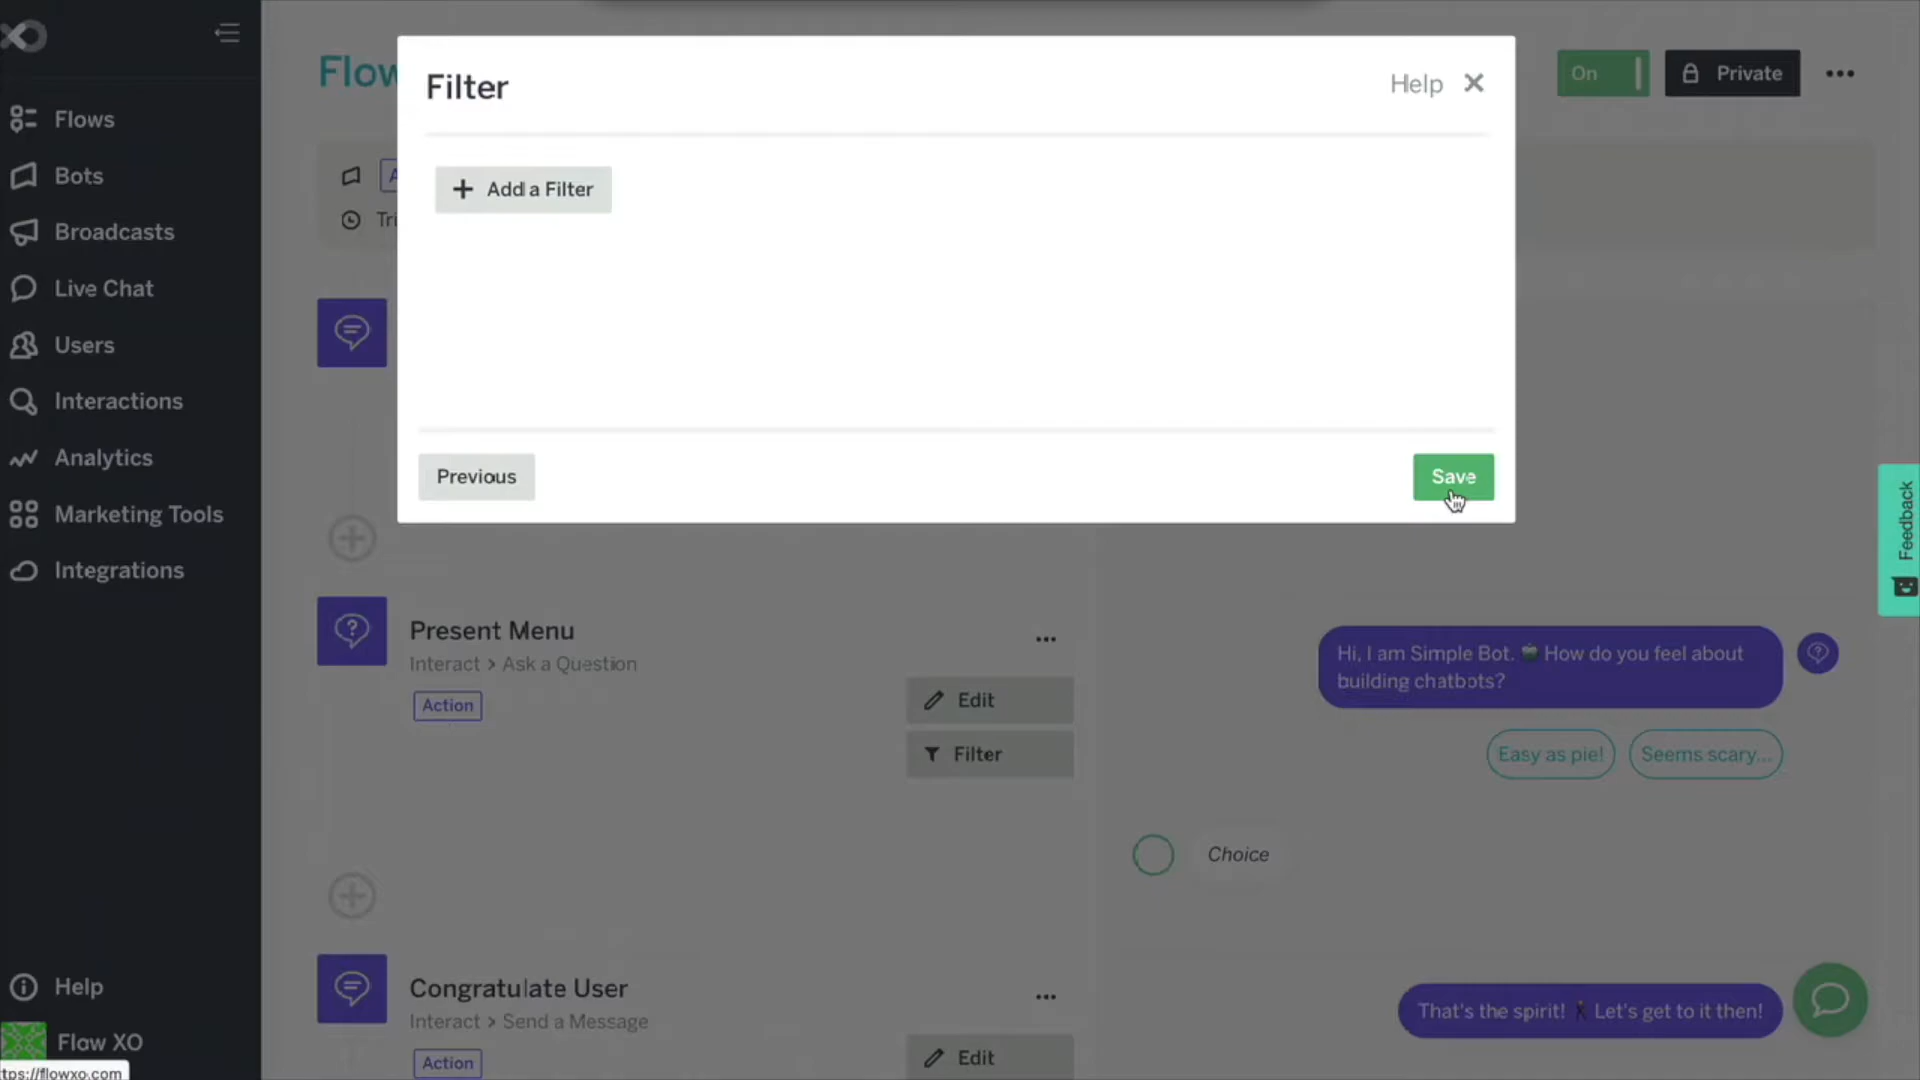 Flows
Bots
Broadcasts
Live Chat
Users
Interactions
Analytics
Marketing Tools
Integrations
Help
Flow XO
tps://flowxo.com
Flow
On
Private
A
Tri
Filter
Help
Add a Filter
Previous
Save
Present Menu
Interact > Ask a Question
Action
Edit
Filter
Congratulate User
Interact > Send a Message
Action
Edit
Hi, I am Simple Bot. How do you feel about
building chatbots?
Easy as pie!
Seems scary...
Choice
That's the spirit! Let's get to it then!
Feedback